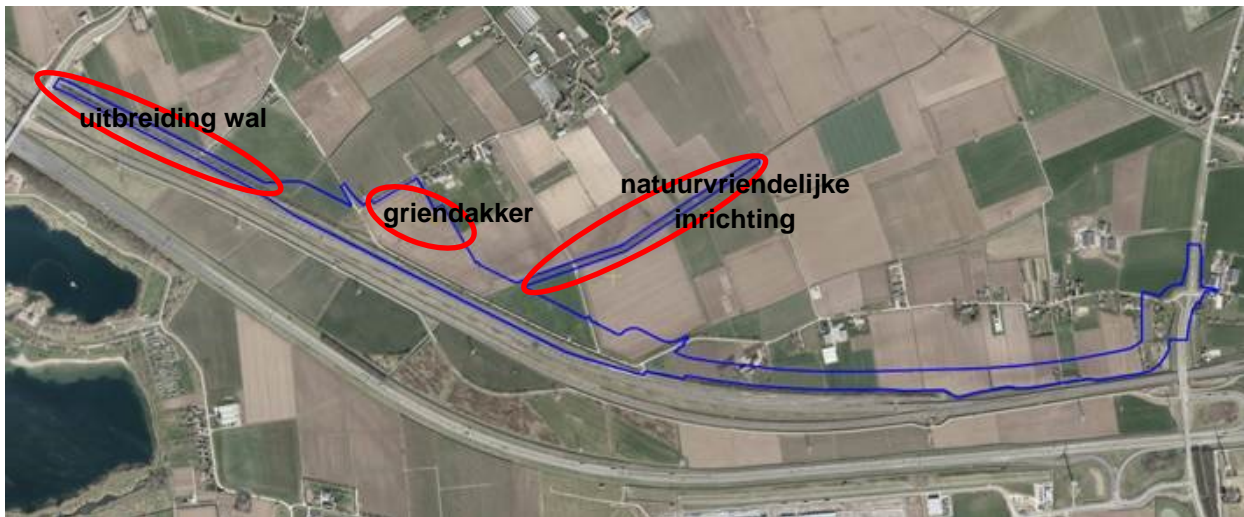 uitbreiding wal
griendakker
natuurvriendelijke
inrichting